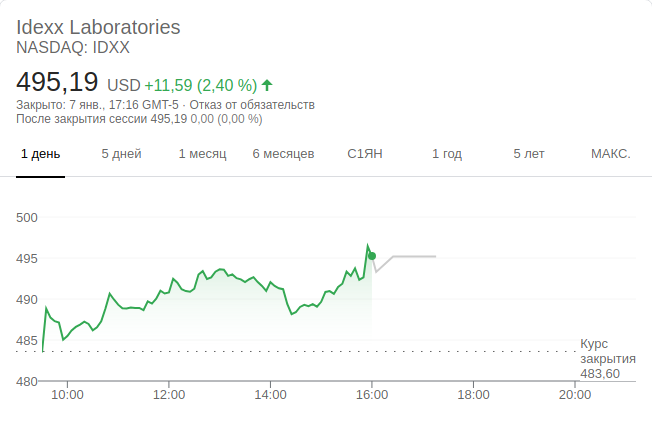 Idexx Laboratories
NASDAQ: IDXX
495,19 USD +11,59 (2,40 %)
Закрыто: 7 янв., 17:16 GMT-5 · Отказ от обязательств
После закрытия сессии 495,19 0,00 (0,00 %)
1 день 5 дней 1 месяц 6 месяцев С1ЯН 1 год 5 лет МАКС.
500
495
490
485
480
Курс
закрытия
483,60
10:00 12:00 14:00 16:00 18:00 20:00